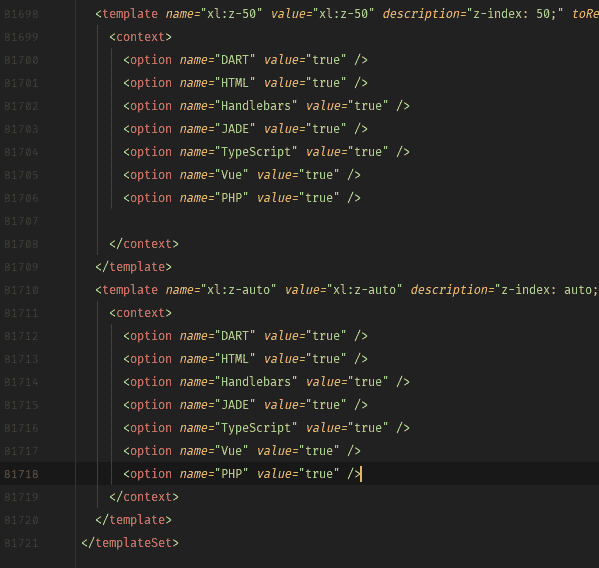 81698 <template name="xl:z-50" value="xl:z-50" description="z-index: 50;" toRe
81699 <context>
81700 <option name="DART" value="true" />
81701 <option name="HTML" value="true" />
81702 <option name="Handlebars" value="true" />
81703 <option name="JADE" value="true" />
81704 <option name="TypeScript" value="true" />
81705 <option name="Vue" value="true" />
81706 <option name="PHP" value="true" />
81707
81708 </context>
81709 </template>
81710 <template name="xl:z-auto" value="xl:z-auto" description="z-index: auto;
81711 <context>
81712 <option name="DART" value="true" />
81713 <option name="HTML" value="true" />
81714 <option name="Handlebars" value="true" />
81715 <option name="JADE" value="true" />
81716 <option name="TypeScript" value="true" />
81717 <option name="Vue" value="true" />
81718 <option name="PHP" value="true" />
81719 </context>
81720 </template>
81721 </templateSet>